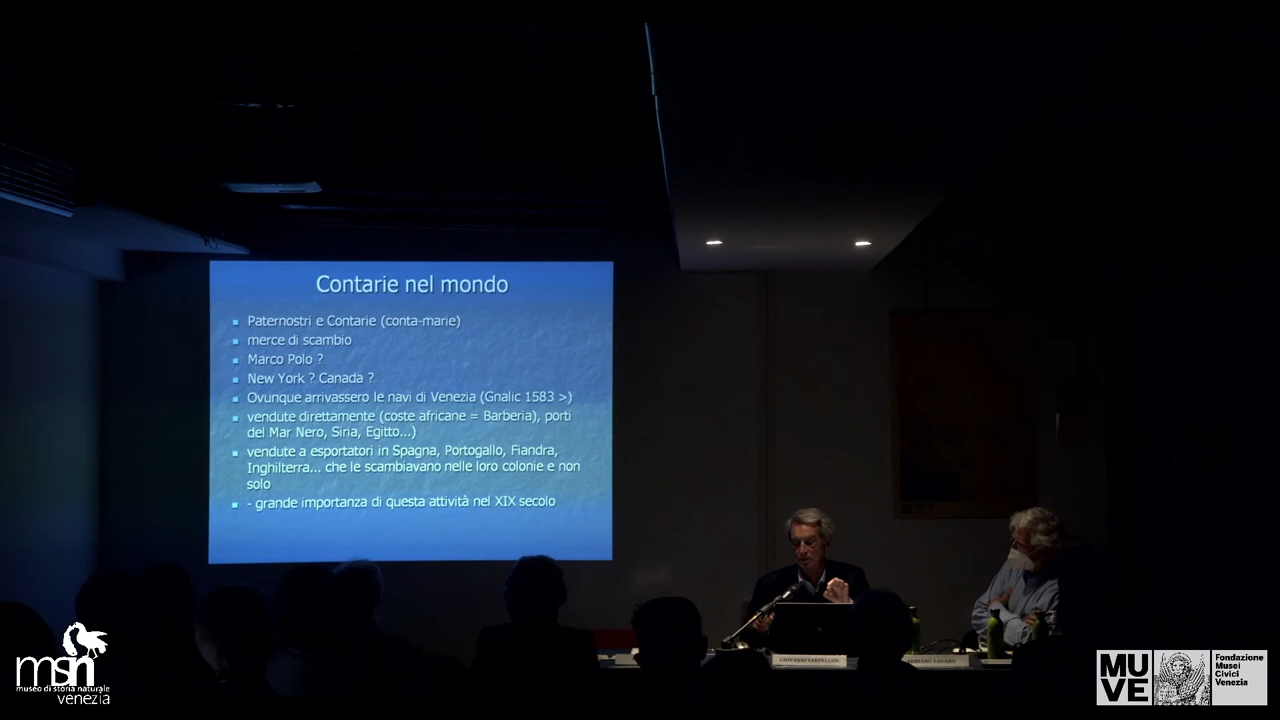 Contarie nel mondo
Paternostri e Contarie (conta-marie)
merce di scambio
Marco Polo ?
New York ? Canada ?
Ovunque arrivassero le navi di Venezia (Gnalic 1583 >)
vendute direttamente (coste africane = Barberia), porti
del Mar Nero, Siria, Egitto...)
vendute a esportatori in Spagna, Portogallo, Fiandra,
Inghilterra... che le scambiavano nelle loro colonie e non
solo
- grande importanza di questa attività nel XIX secolo
GIOVANNI SARPELLON
ADRIANO FAVARO
msn
museo di storia naturale
venezia
MU
VE
Fondazione
Musei
Civici
Venezia